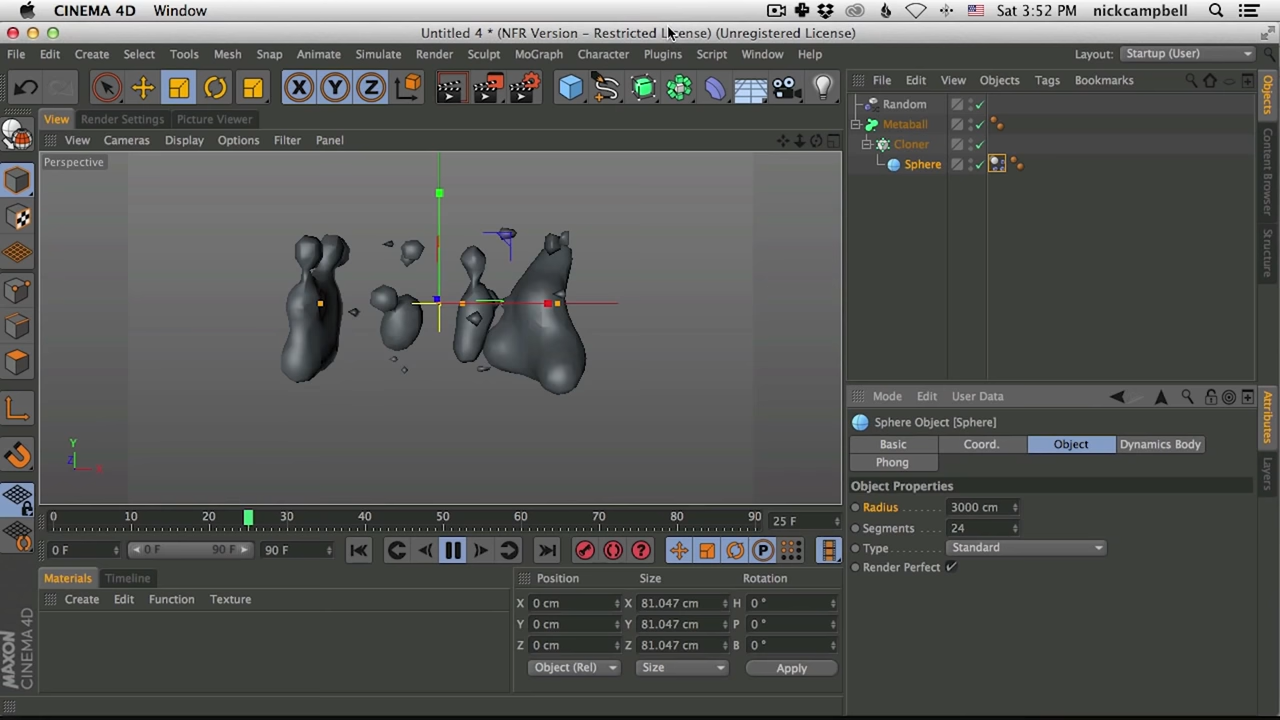 CINEMA 4D Window Sat 3:52 PM nickcampbell
Untitled 4 * (NFR Version – Restricted License) (Unregistered License)
File Edit Create Select Tools Mesh Snap Animate Simulate Render Sculpt MoGraph Character Plugins Script Window Help Layout: Startup (User)
X Y Z
File Edit View Objects Tags Bookmarks
View Render Settings Picture Viewer
View Cameras Display Options Filter Panel
Perspective
Random
Metaball
Cloner
Sphere
Objects
Content Browser
Structure
Attributes
Layers
Mode Edit User Data
Sphere Object [Sphere]
Basic Coord. Object Dynamics Body
Phong
Object Properties
Radius 3000 cm
Segments 24
Type Standard
Render Perfect
Y
Z
0 10 20 30 40 50 60 70 80 90 25 F
0 F 0 F 90 F 90 F P
Materials Timeline
Create Edit Function Texture
Position Size Rotation
X 0 cm X 81.047 cm H 0 °
Y 0 cm Y 81.047 cm P 0 °
Z 0 cm Z 81.047 cm B 0 °
Object (Rel) Size Apply
MAXON
CINEMA 4D